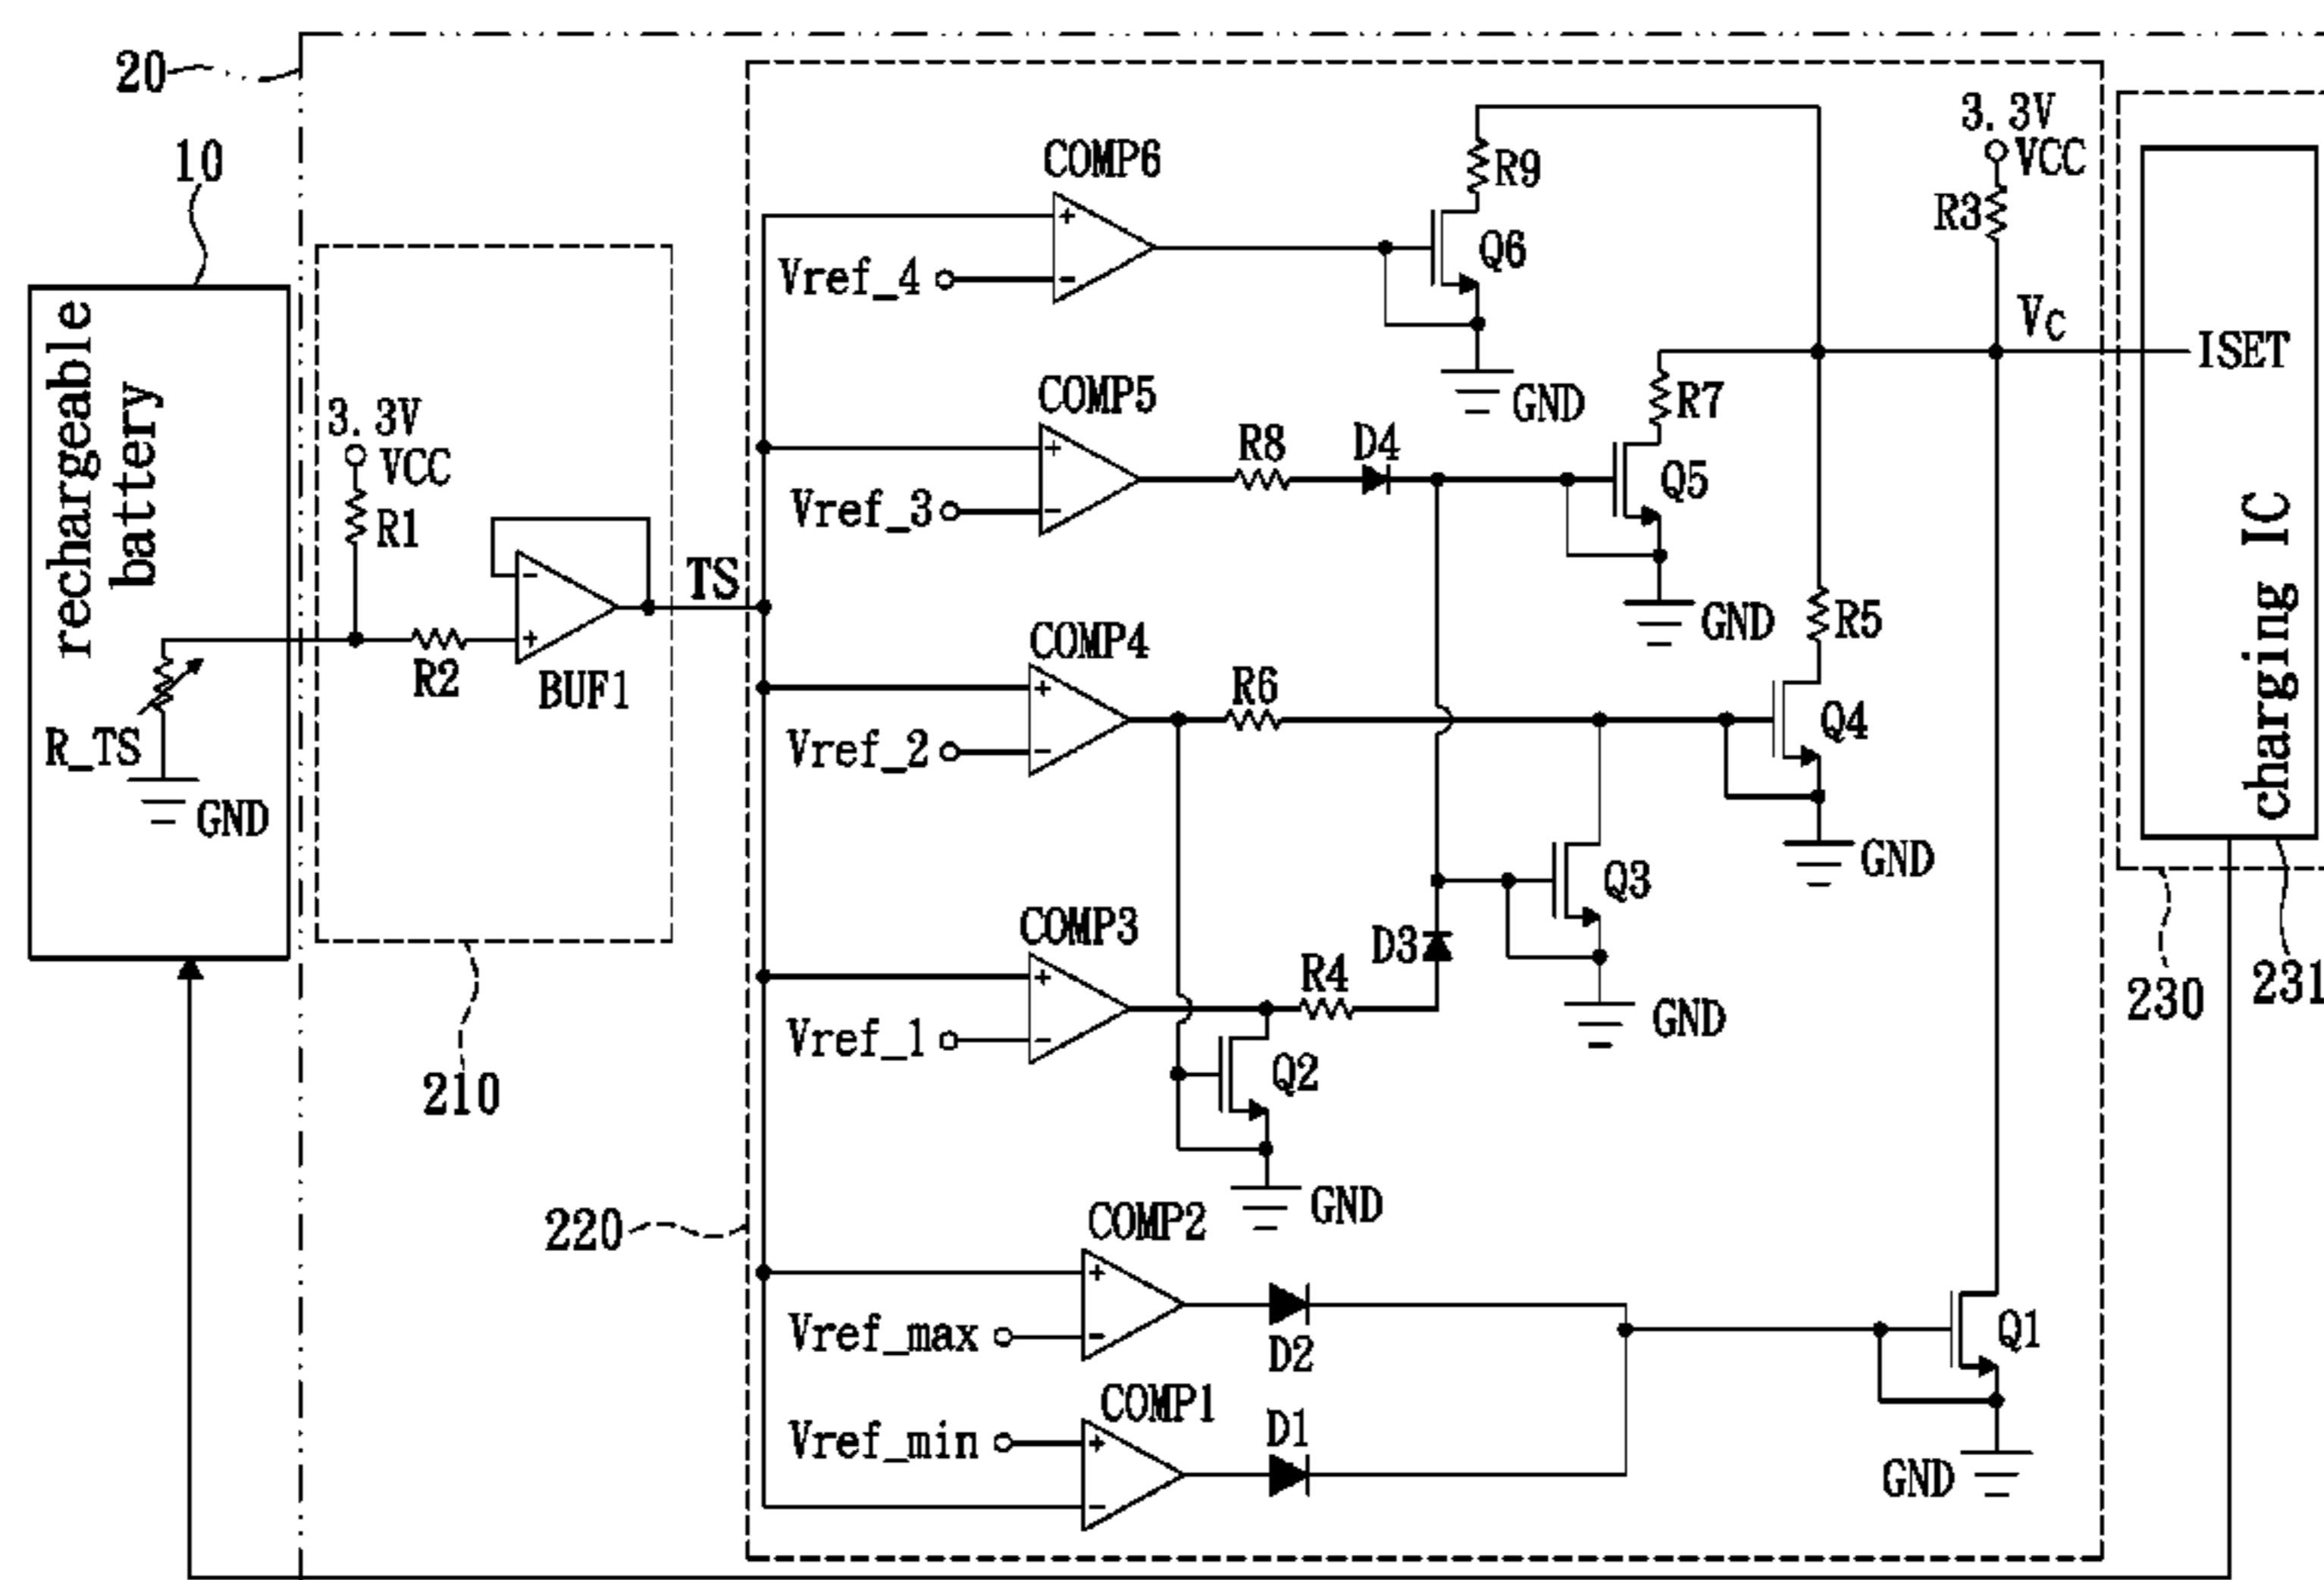 20
10
rechargeable
battery
R_TS
GND
3.3V
VCC
R1
R2
BUF1
210
TS
220
COMP6
Vref_4
R9
Q6
GND
COMP5
Vref_3
R8
D4
R7
Q5
GND
COMP4
Vref_2
R6
R5
Q4
GND
COMP3
Vref_1
R4
D3
Q3
GND
Q2
GND
COMP2
Vref_max
D2
COMP1
Vref_min
D1
Q1
GND
3.3V
VCC
R3
VC
ISET
charging IC
230
231
+
-
+
-
+
-
+
-
+
-
+
-
-
+